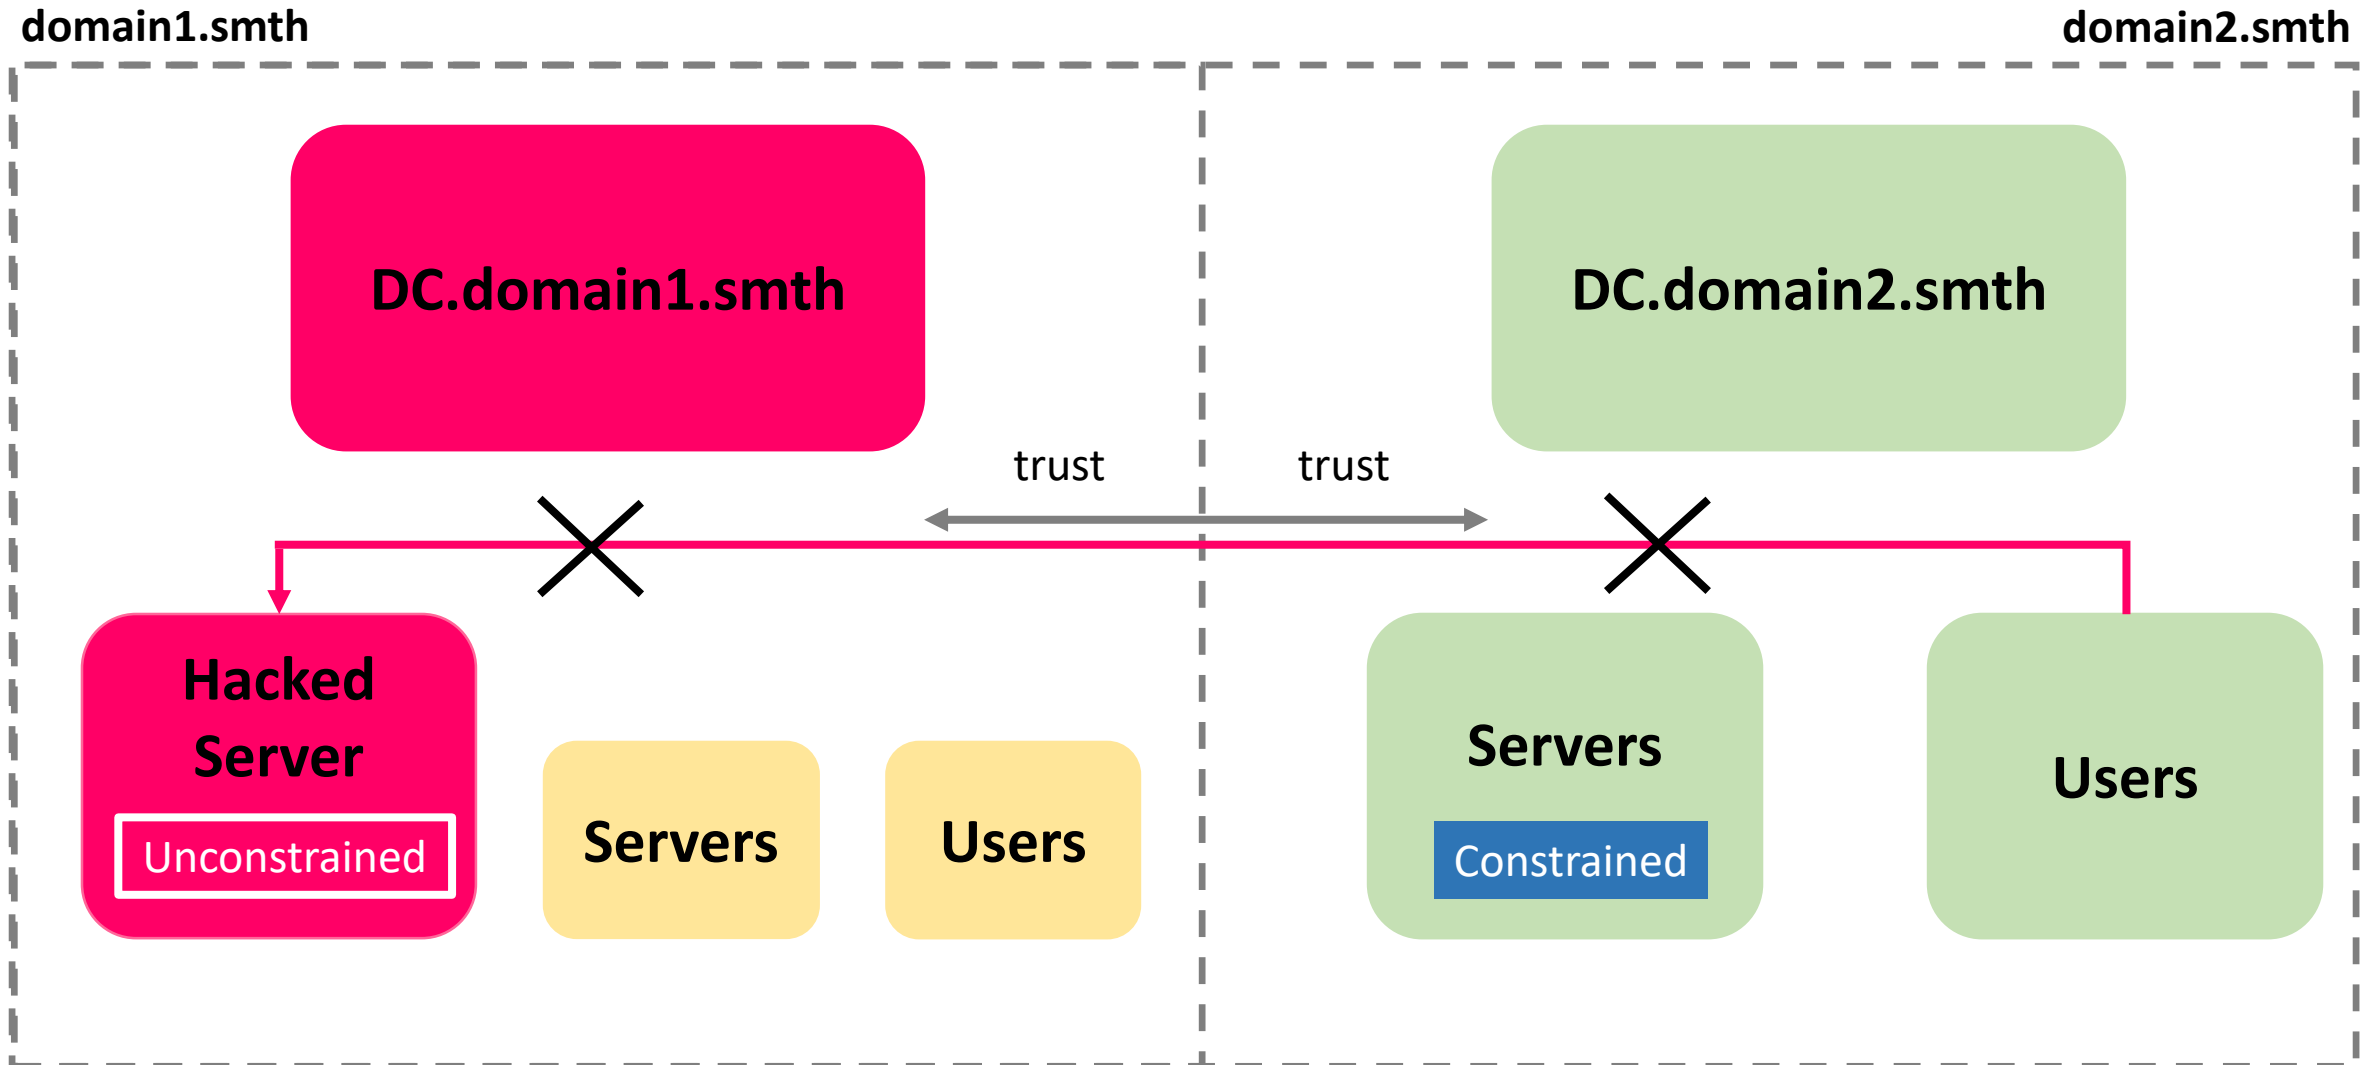 domain1.smth
domain2.smth
DC.domain1.smth
DC.domain2.smth
trust
trust
Hacked
Server
Unconstrained
Servers
Users
Servers
Constrained
Users